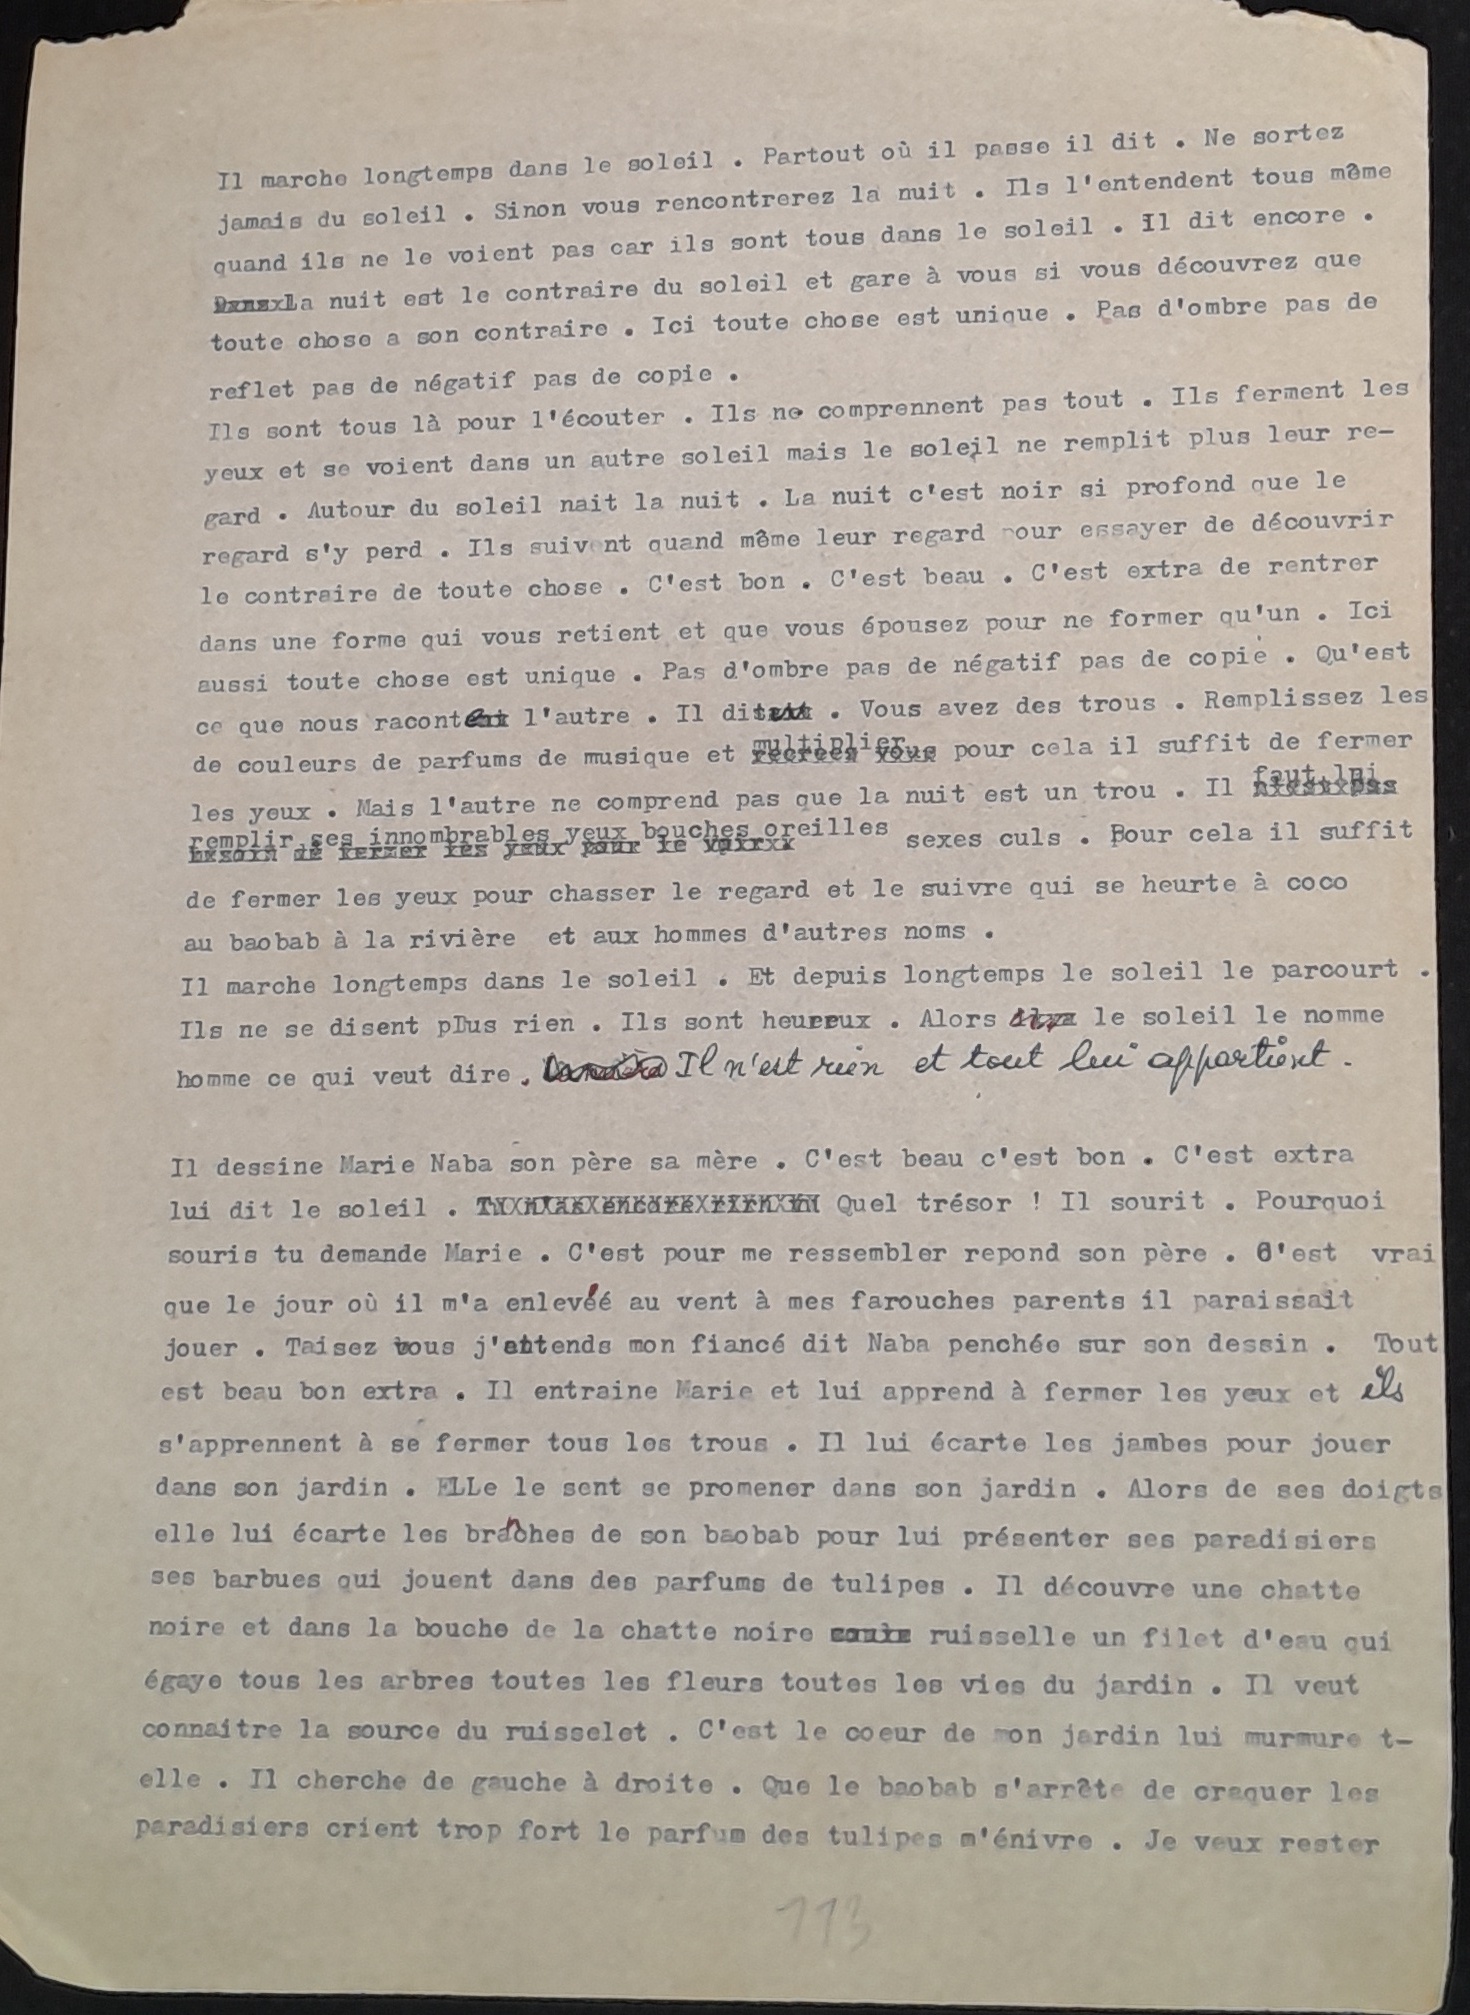 Il marche longtemps dans le soleil . Partout où il passe il dit . Ne sortez
jamais du soleil . Sinon vous rencontrerez la nuit . Ils l'entendent tous même
quand ils ne le voient pas car ils sont tous dans le soleil . Il dit encore .
La nuit est le contraire du soleil et gare à vous si vous découvrez que
toute chose a son contraire . Ici toute chose est unique . Pas d'ombre pas de
reflet pas de négatif pas de copie .
Ils sont tous là pour l'écouter . Ils ne comprennent pas tout . Ils ferment les
yeux et se voient dans un autre soleil mais le soleil ne remplit plus leur re-
gard . Autour du soleil nait la nuit . La nuit c'est noir si profond que le
regard s'y perd . Ils suivent quand même leur regard pour essayer de découvrir
le contraire de toute chose . C'est bon . C'est beau . C'est extra de rentrer
dans une forme qui vous retient et que vous épousez pour ne former qu'un . Ici
aussi toute chose est unique . Pas d'ombre pas de négatif pas de copie . Qu'est
ce que nous racont l'autre . Il dit . Vous avez des trous . Remplissez les
multiplier
de couleurs de parfums de musique et recréez vous pour cela il suffit de fermer
faut lui
les yeux . Mais l'autre ne comprend pas que la nuit est un trou . Il n'est pas
remplir ses innombrables yeux bouches oreilles sexes culs . Pour cela il suffit
besoin de fermer les yeux pour le voir
de fermer les yeux pour chasser le regard et le suivre qui se heurte à coco
au baobab à la rivière et aux hommes d'autres noms .
Il marche longtemps dans le soleil . Et depuis longtemps le soleil le parcourt .
Ils ne se disent plus rien . Ils sont heureux . Alors le soleil le nomme
homme ce qui veut dire . Il n'est rien et tout lui appartient .
Il dessine Marie Naba son père sa mère . C'est beau c'est bon . C'est extra
lui dit le soleil . Tu n'as encore rien vu Quel trésor ! Il sourit . Pourquoi
souris tu demande Marie . C'est pour me ressembler repond son père . C'est vrai
que le jour où il m'a enlevéé au vent à mes farouches parents il paraissait
jouer . Taisez vous j'attends mon fiancé dit Naba penchée sur son dessin . Tout
est beau bon extra . Il entraine Marie et lui apprend à fermer les yeux et ils
s'apprennent à se fermer tous les trous . Il lui écarte les jambes pour jouer
dans son jardin . ELLe le sent se promener dans son jardin . Alors de ses doigts
elle lui écarte les branches de son baobab pour lui présenter ses paradisiers
ses barbues qui jouent dans des parfums de tulipes . Il découvre une chatte
noire et dans la bouche de la chatte noire coule ruisselle un filet d'eau qui
égaye tous les arbres toutes les fleurs toutes les vies du jardin . Il veut
connaitre la source du ruisselet . C'est le coeur de mon jardin lui murmure t-
elle . Il cherche de gauche à droite . Que le baobab s'arrête de craquer les
paradisiers crient trop fort le parfum des tulipes m'énivre . Je veux rester
113